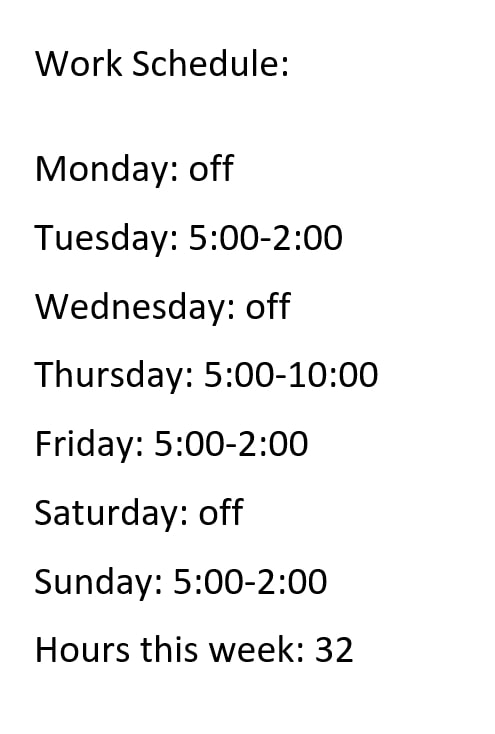 Work Schedule:
Monday: off
Tuesday: 5:00-2:00
Wednesday: off
Thursday: 5:00-10:00
Friday: 5:00-2:00
Saturday: off
Sunday: 5:00-2:00
Hours this week: 32